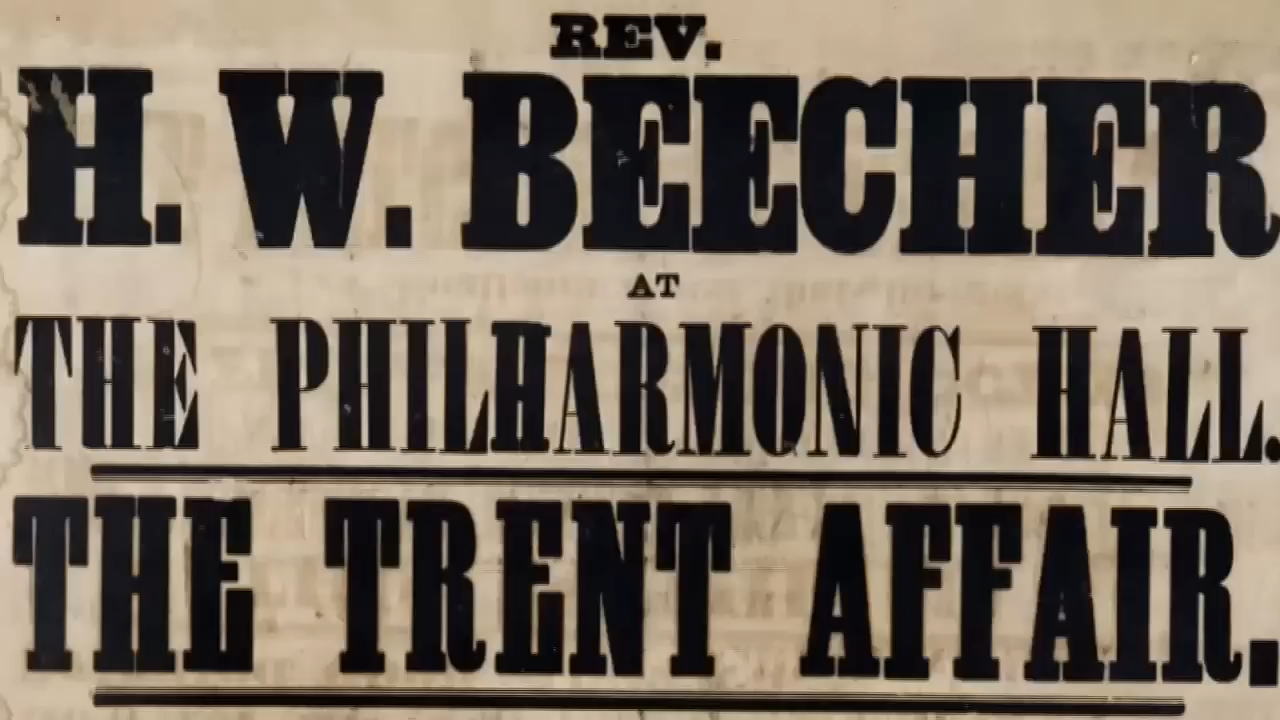 REV.
H. W. BEECHER
AT
THE PHILHARMONIC HALL.
THE TRENT AFFAIR.